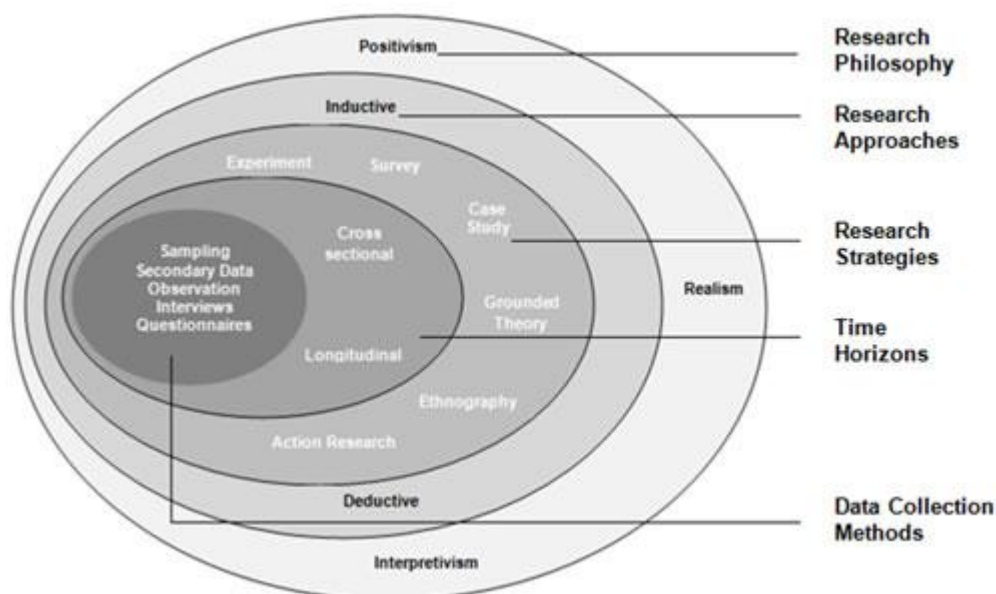 Positivism
Research
Philosophy
Inductive
Research
Approaches
Experiment
Survey
Case
Study
Research
Strategies
Cross
sectional
Sampling
Secondary Data
Observation
Interviews
Questionnaires
Realism
Grounded
Theory
Time
Horizons
Longitudinal
Ethnography
Action Research
Deductive
Data Collection
Methods
Interpretivism